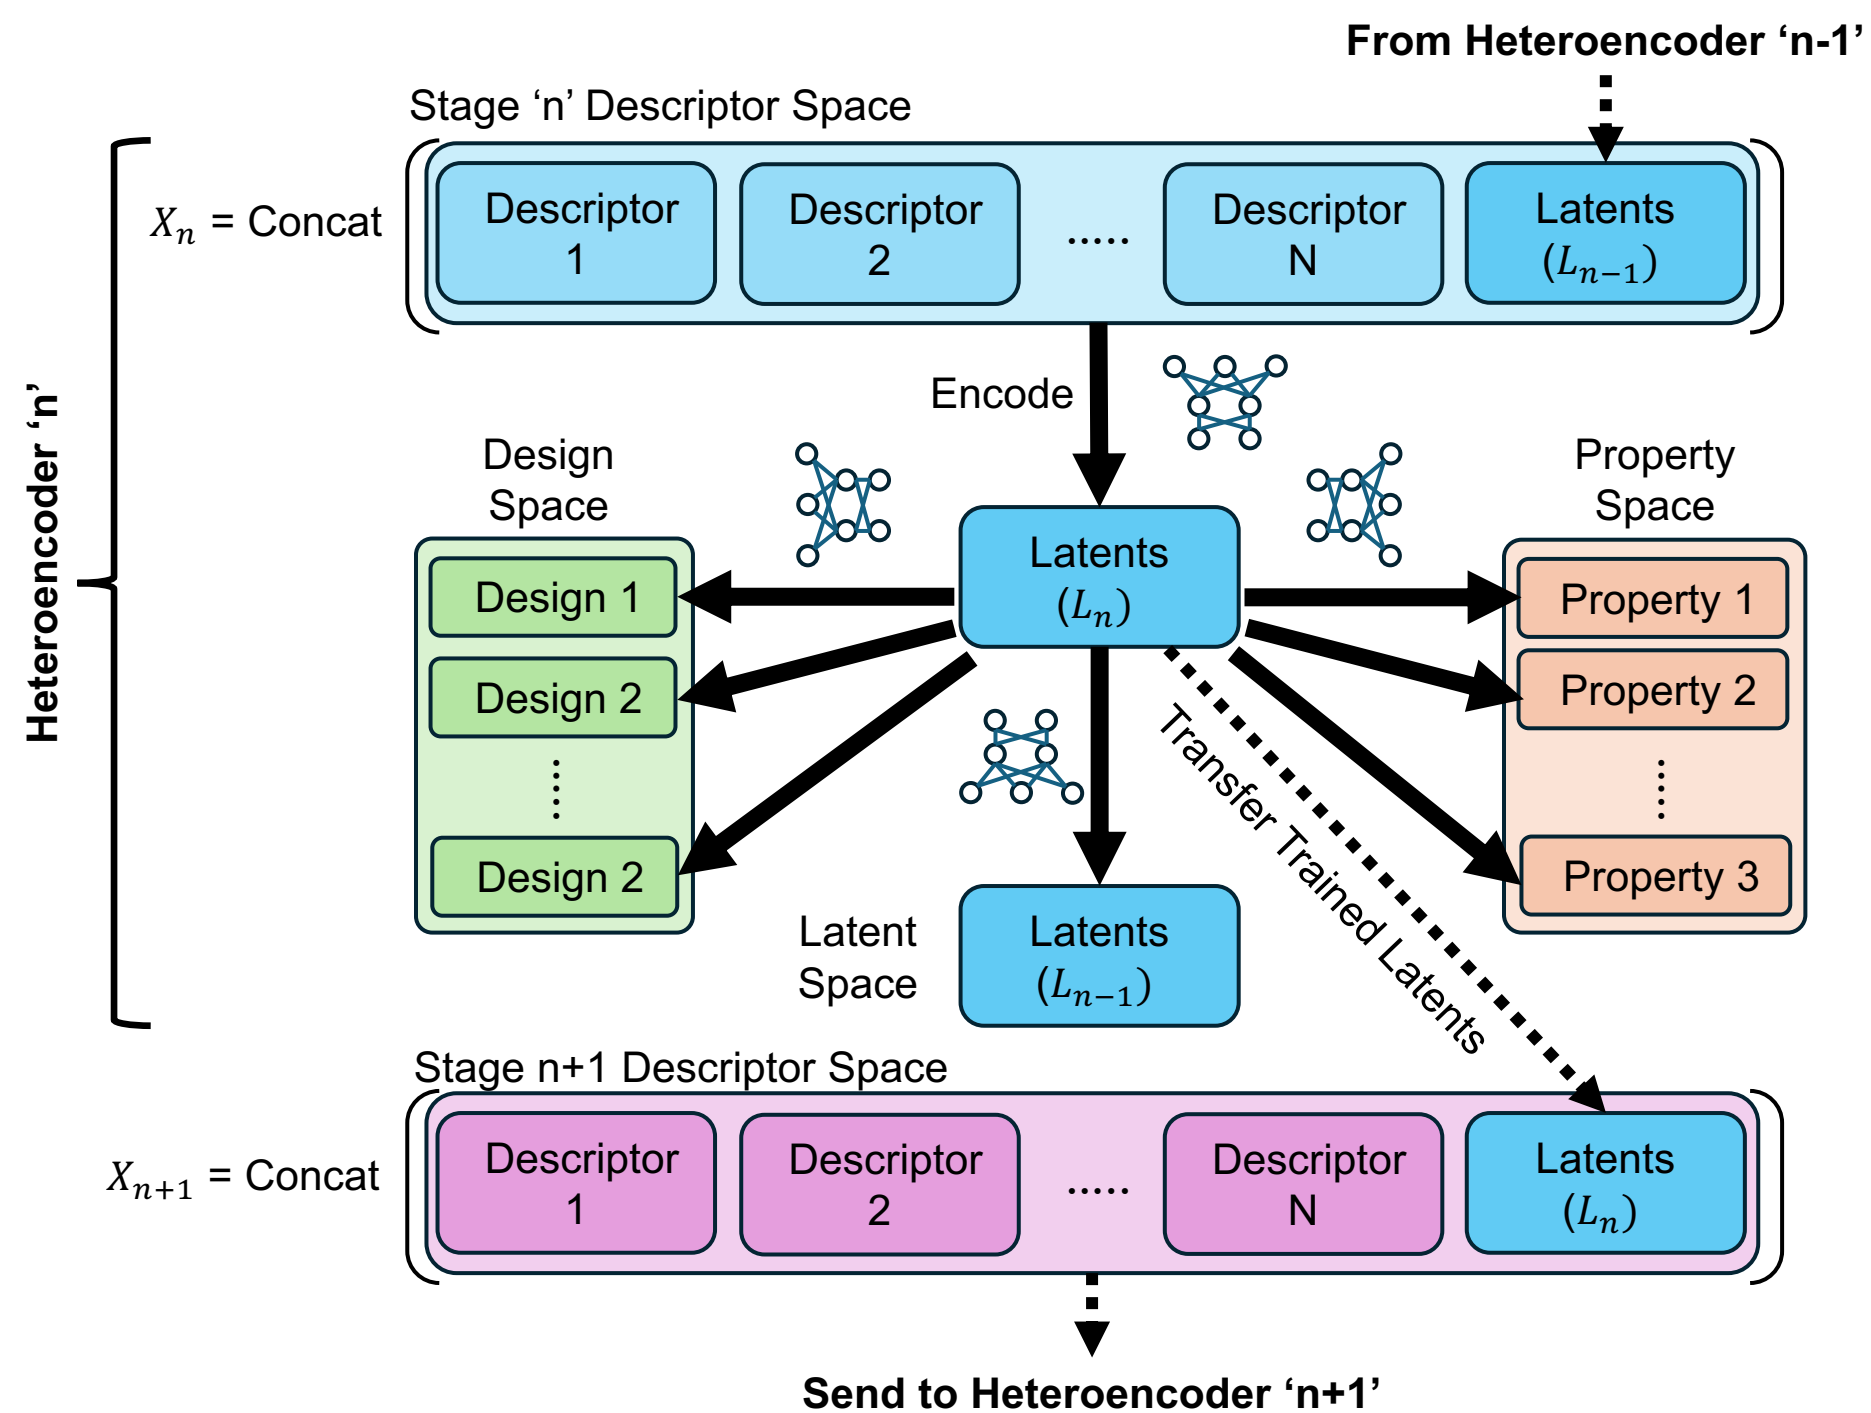 From Heteroencoder ‘n-1’
Stage ‘n’ Descriptor Space
X_n = Concat
Descriptor
1
Descriptor
2
.....
Descriptor
N
Latents
(L_{n−1})
Heteroencoder ‘n’
Encode
Design
Space
Property
Space
Latents
(L_n)
Design 1
Design 2
......
Design 2
Property 1
Property 2
......
Property 3
Transfer Trained Latents
Latent
Space
Latents
(L_{n−1})
Stage n+1 Descriptor Space
X_{n+1} = Concat
Descriptor
1
Descriptor
2
.....
Descriptor
N
Latents
(L_n)
Send to Heteroencoder ‘n+1’